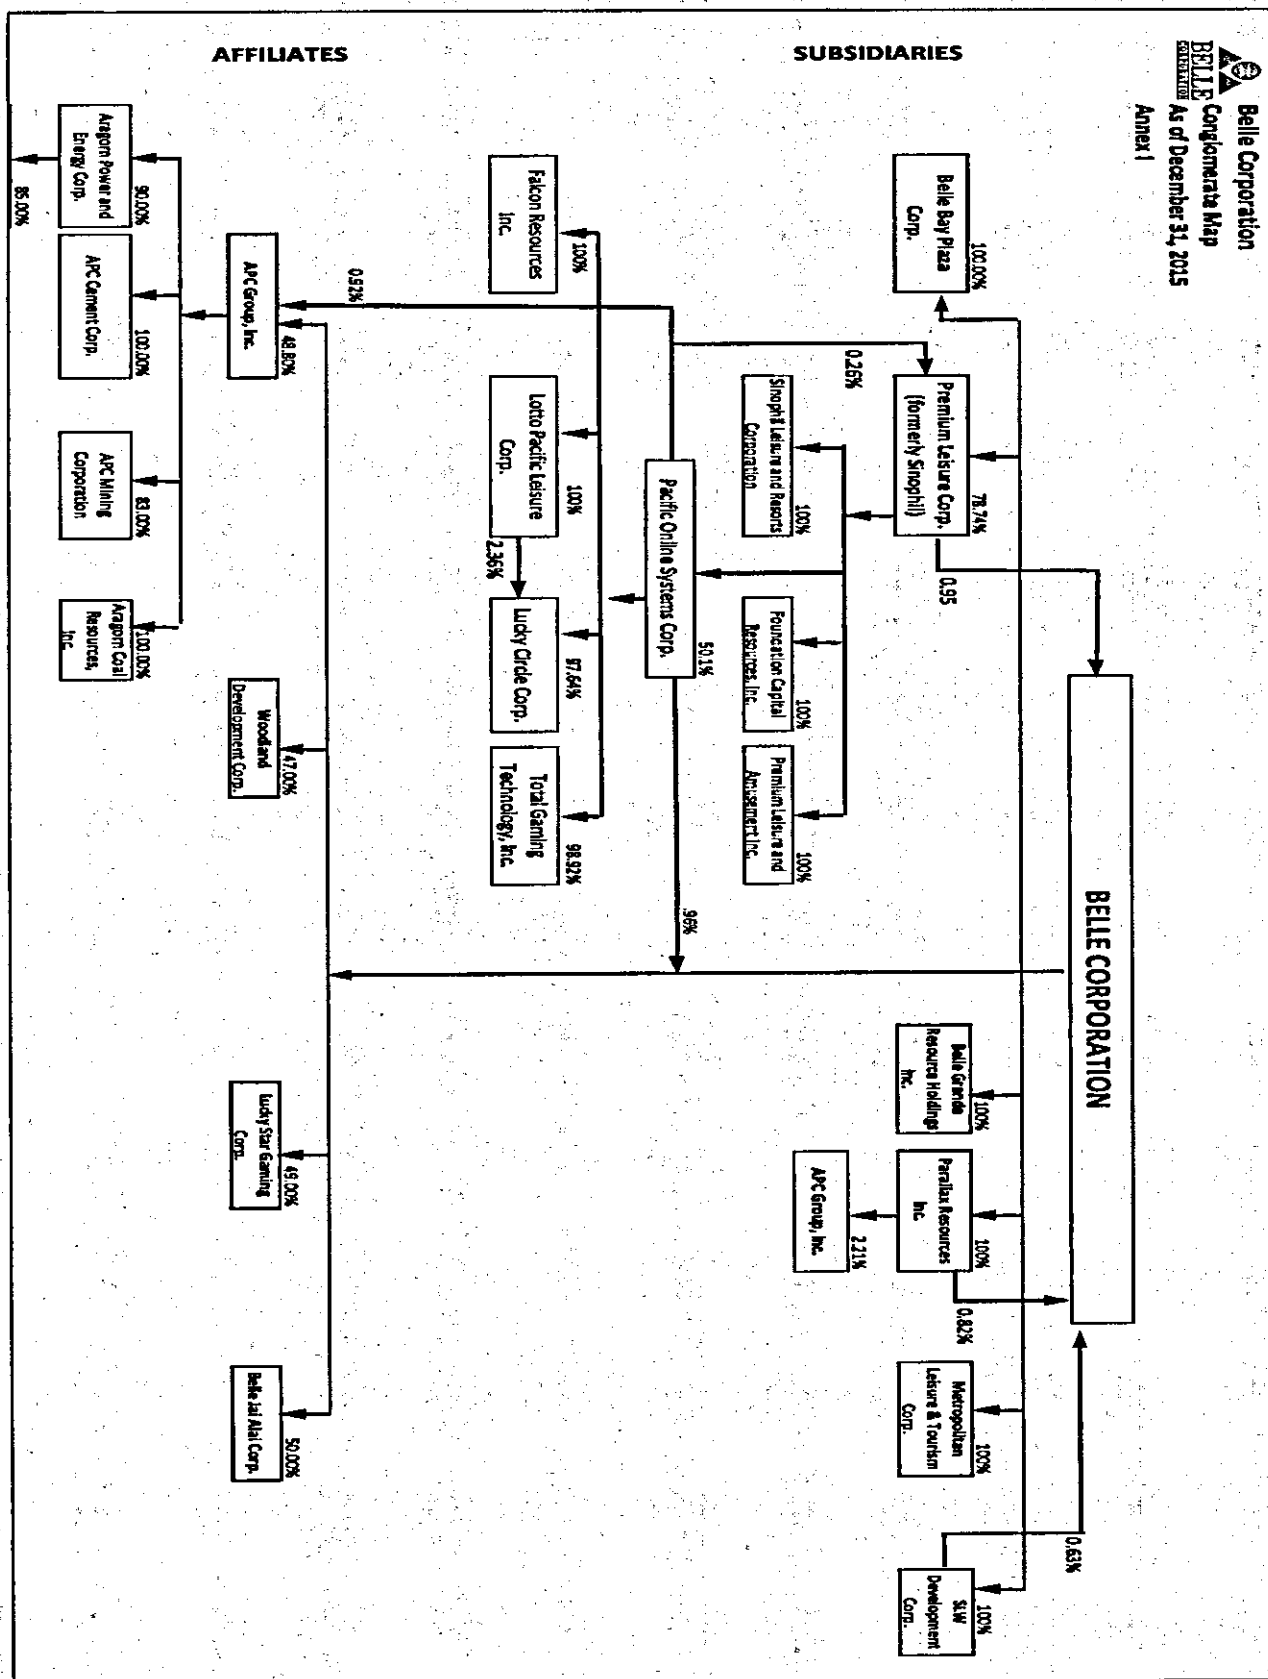 Belle Corporation
Conglomerate Map
As of December 31, 2015
Annex I
BELLE
CORPORATION
BELLE CORPORATION
SUBSIDIARIES
100.00%
Belle Bay Plaza
Corp.
78.74%
Premium Leisure Corp.
(formerly Sinophil)
0.95
100%
Belle Grande
Resource Holdings
Inc.
100%
Parallax Resources
Inc.
0.82%
100%
Metropolitan
Leisure & Tourism
Corp.
100%
SLW
Development
Corp.
0.63%
0.26%
100%
Sinophil Leisure and Resorts
Corporation
100%
Foundation Capital
Resources, Inc.
100%
Premium Leisure and
Amusement Inc.
2.21%
APC Group, Inc.
50.1%
Pacific Online Systems Corp.
.96%
100%
Falcon Resources
Inc.
100%
Lotto Pacific Leisure
Corp.
2.36%
97.64%
Lucky Circle Corp.
98.92%
Total Gaming
Technology, Inc.
AFFILIATES
0.92%
48.80%
APC Group, Inc.
47.00%
Woodland
Development Corp.
49.00%
Lucky Star Gaming
Corp.
50.00%
Belle Jai Alai Corp.
90.00%
Aragorn Power and
Energy Corp.
100.00%
APC Cement Corp.
83.00%
APC Mining
Corporation
100.00%
Aragorn Coal
Resources,
Inc.
85.00%